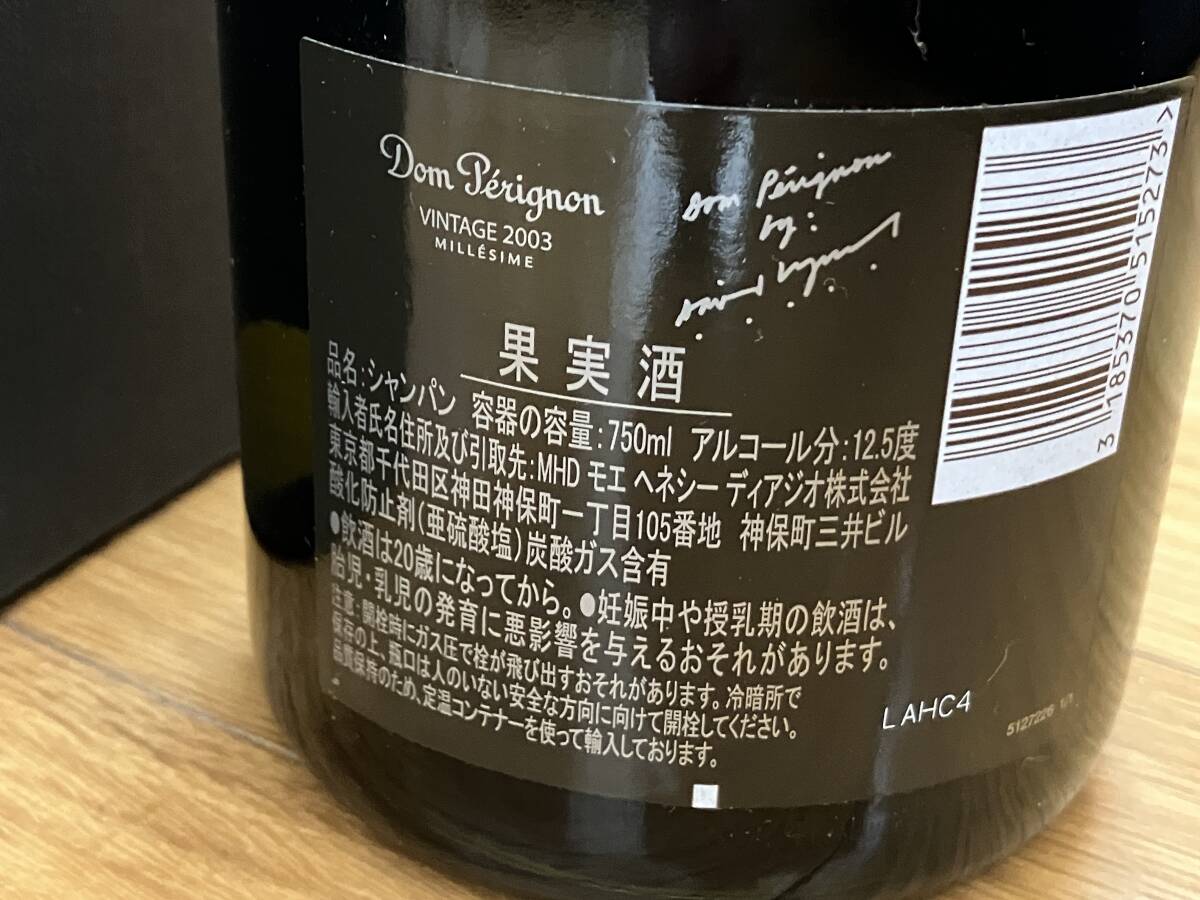 Dom Pérignon
VINTAGE 2003
MILLÉSIME
Dom Pérignon
by:
David Lynch
果実酒
品名:シャンパン 容器の容量:750ml アルコール分:12.5度
輸入者氏名住所及び引取先:MHD モエ ヘネシー ディアジオ株式会社
東京都千代田区神田神保町一丁目105番地 神保町三井ビル
酸化防止剤(亜硫酸塩)炭酸ガス含有
●飲酒は20歳になってから。●妊娠中や授乳期の飲酒は、
胎児・乳児の発育に悪影響を与えるおそれがあります。
注意:開栓時にガス圧で栓が飛び出すおそれがあります。冷暗所で
保存の上、瓶口は人のいない安全な方向に向けて開栓してください。
品質保持のため、定温コンテナーを使って輸入しております。
LAHC4
5127226 1/1
3 185370 515273 >